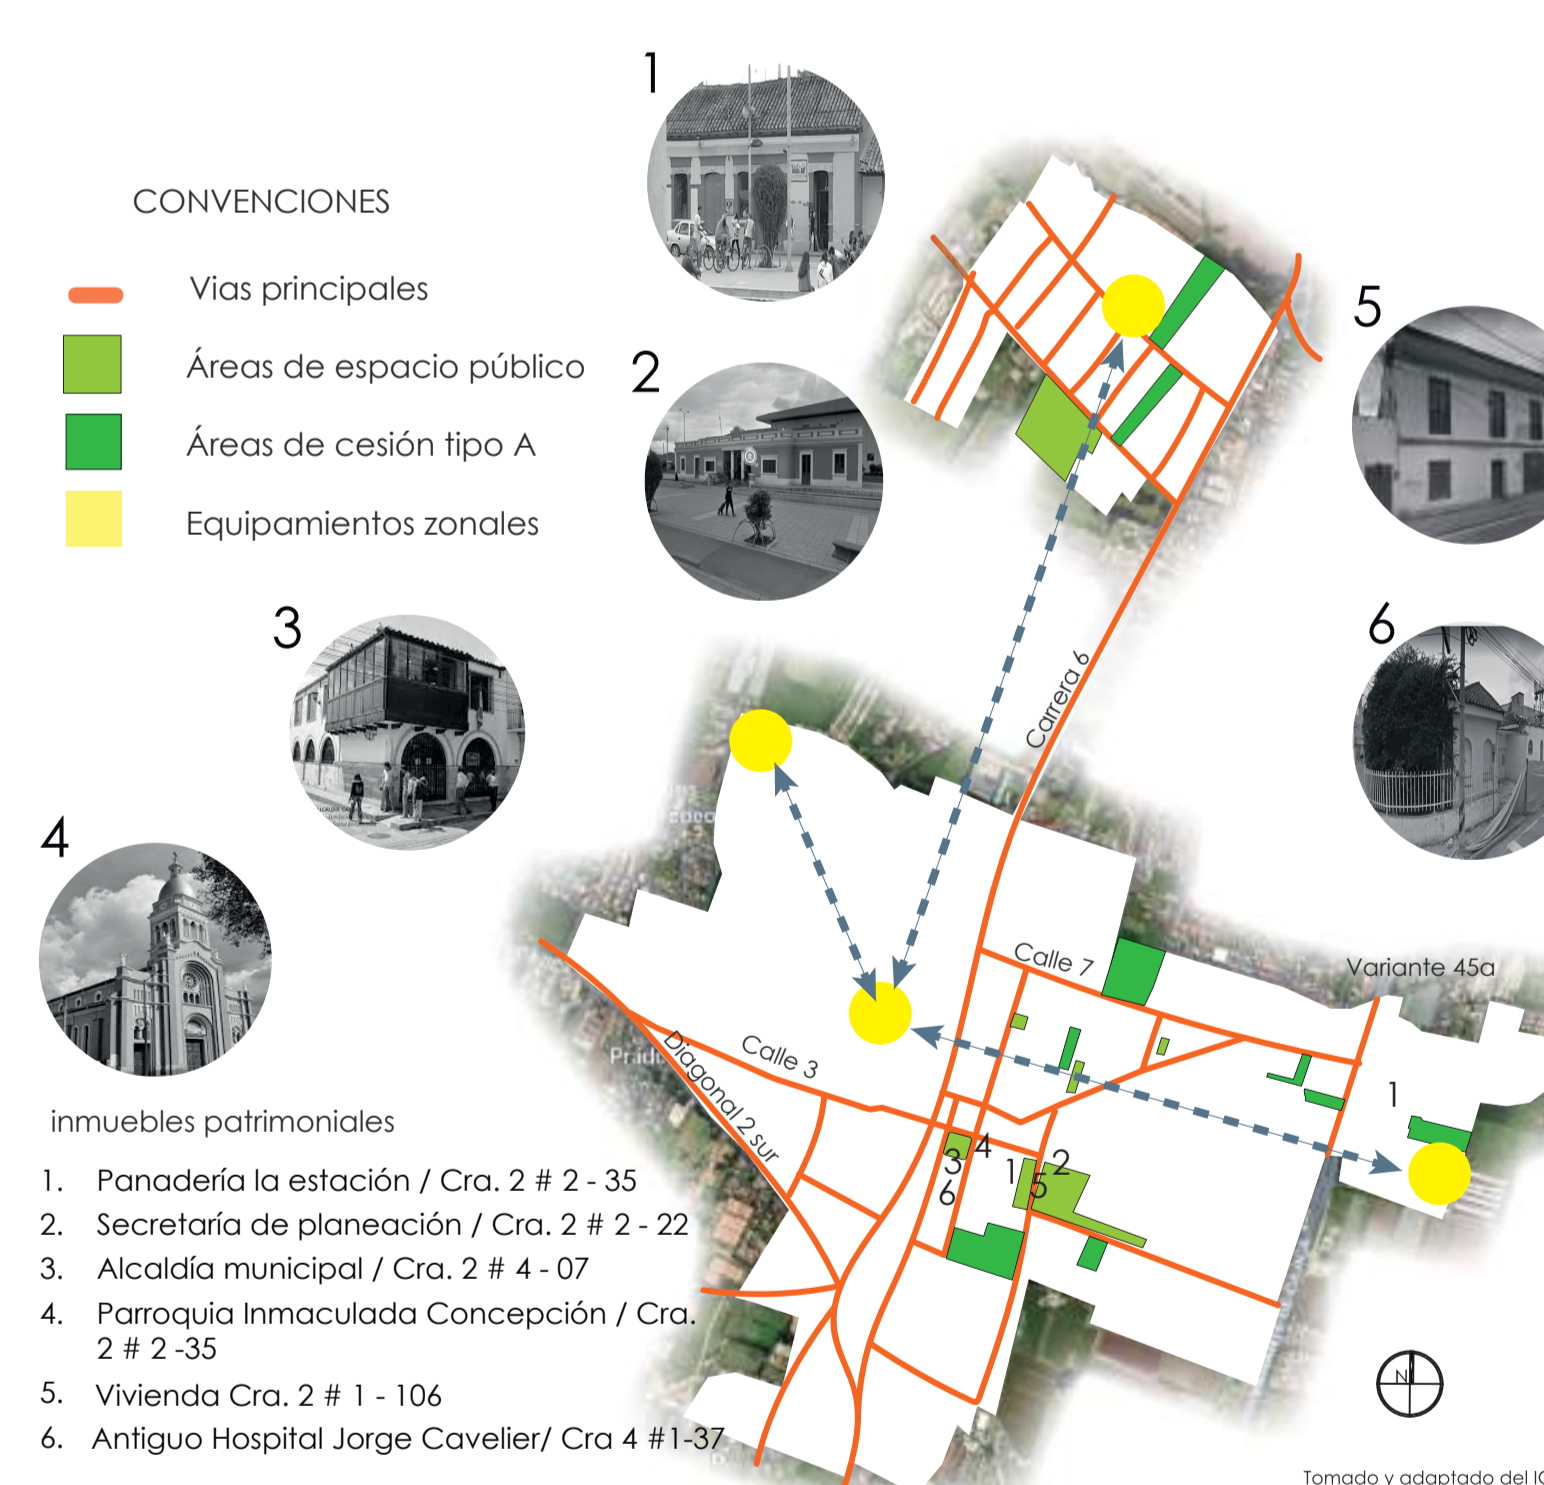 1
CONVENCIONES
Vias principales
Áreas de espacio público
Áreas de cesión tipo A
Equipamientos zonales
2
3
4
5
6
Carrera 6
Calle 7
Variante 45a
Calle 3
Diagonal 2 sur
1
4
3
6
1
2
5
inmuebles patrimoniales
1. Panadería la estación / Cra. 2 # 2 - 35
2. Secretaría de planeación / Cra. 2 # 2 - 22
3. Alcaldía municipal / Cra. 2 # 4 - 07
4. Parroquia Inmaculada Concepción / Cra.
2 # 2 -35
5. Vivienda Cra. 2 # 1 - 106
6. Antiguo Hospital Jorge Cavelier/ Cra 4 #1-37
N
Tomado y adaptado del